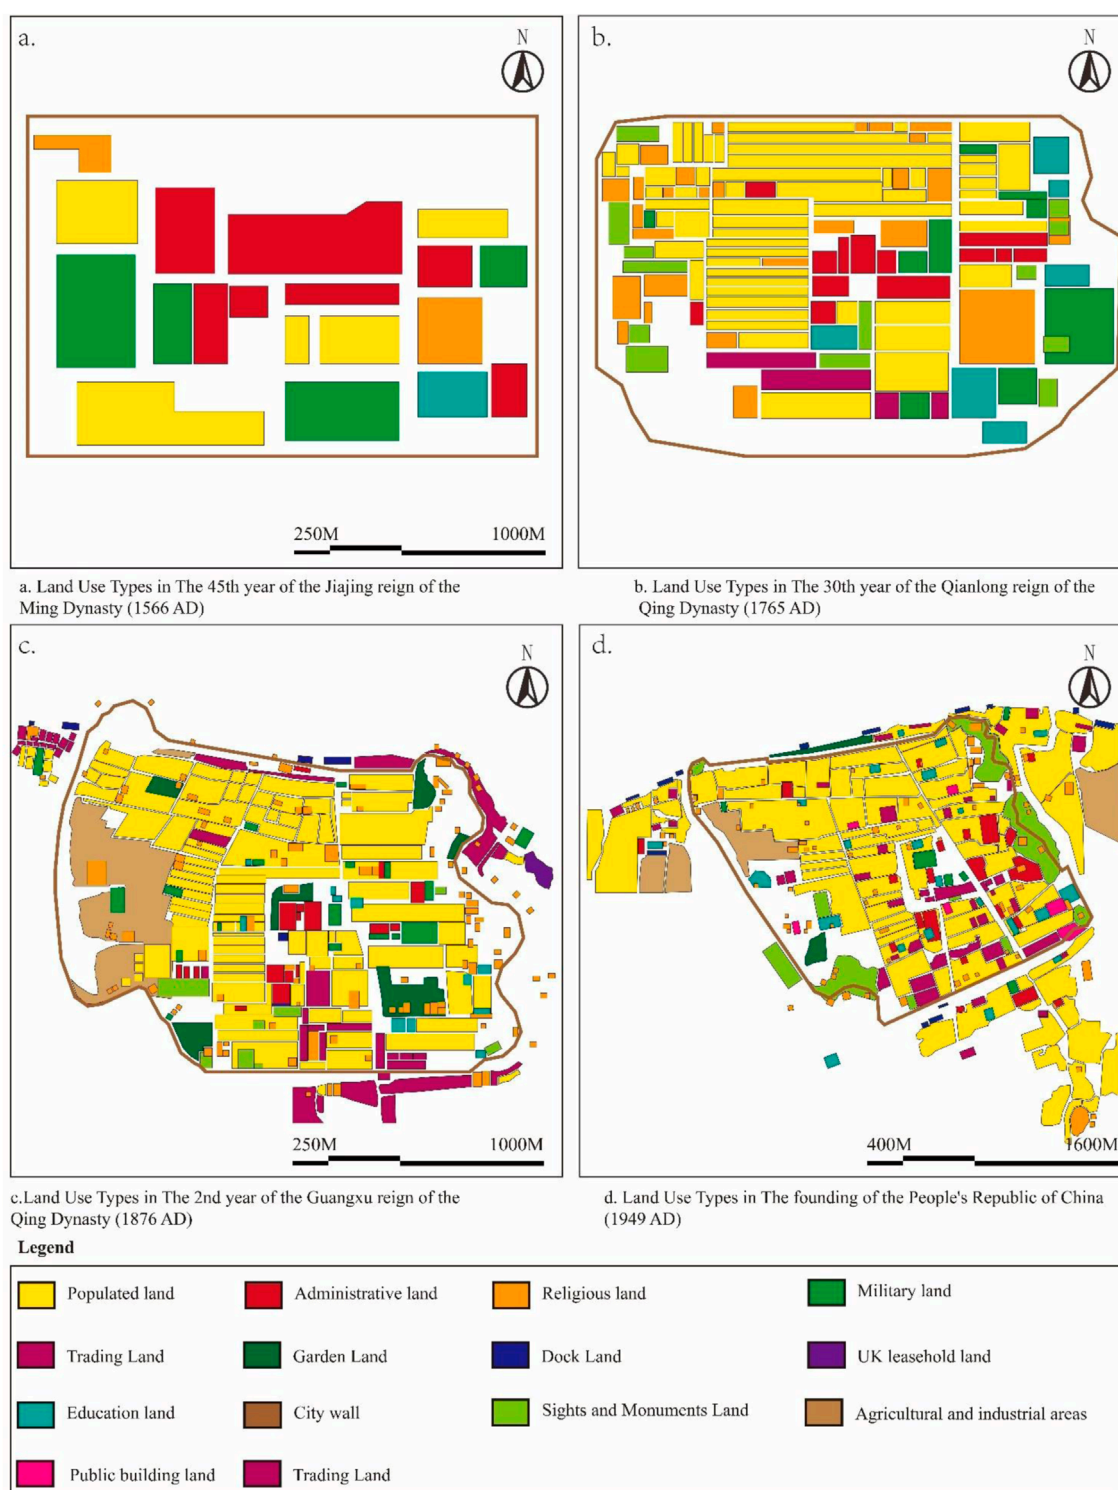 a.
N
250M 1000M
b.
N
a. Land Use Types in The 45th year of the Jiajing reign of the
Ming Dynasty (1566 AD)
b. Land Use Types in The 30th year of the Qianlong reign of the
Qing Dynasty (1765 AD)
c.
N
250M 1000M
d.
N
400M 1600M
c.Land Use Types in The 2nd year of the Guangxu reign of the
Qing Dynasty (1876 AD)
d. Land Use Types in The founding of the People's Republic of China
(1949 AD)
Legend
Populated land
Administrative land
Religious land
Military land
Trading Land
Garden Land
Dock Land
UK leasehold land
Education land
City wall
Sights and Monuments Land
Agricultural and industrial areas
Public building land
Trading Land